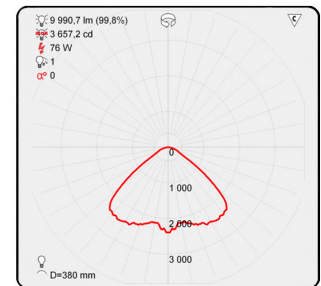 9 990,7 lm (99,8%)
3 657,2 cd
76 W
1
α° 0
C
0
1 000
2 000
3 000
D=380 mm